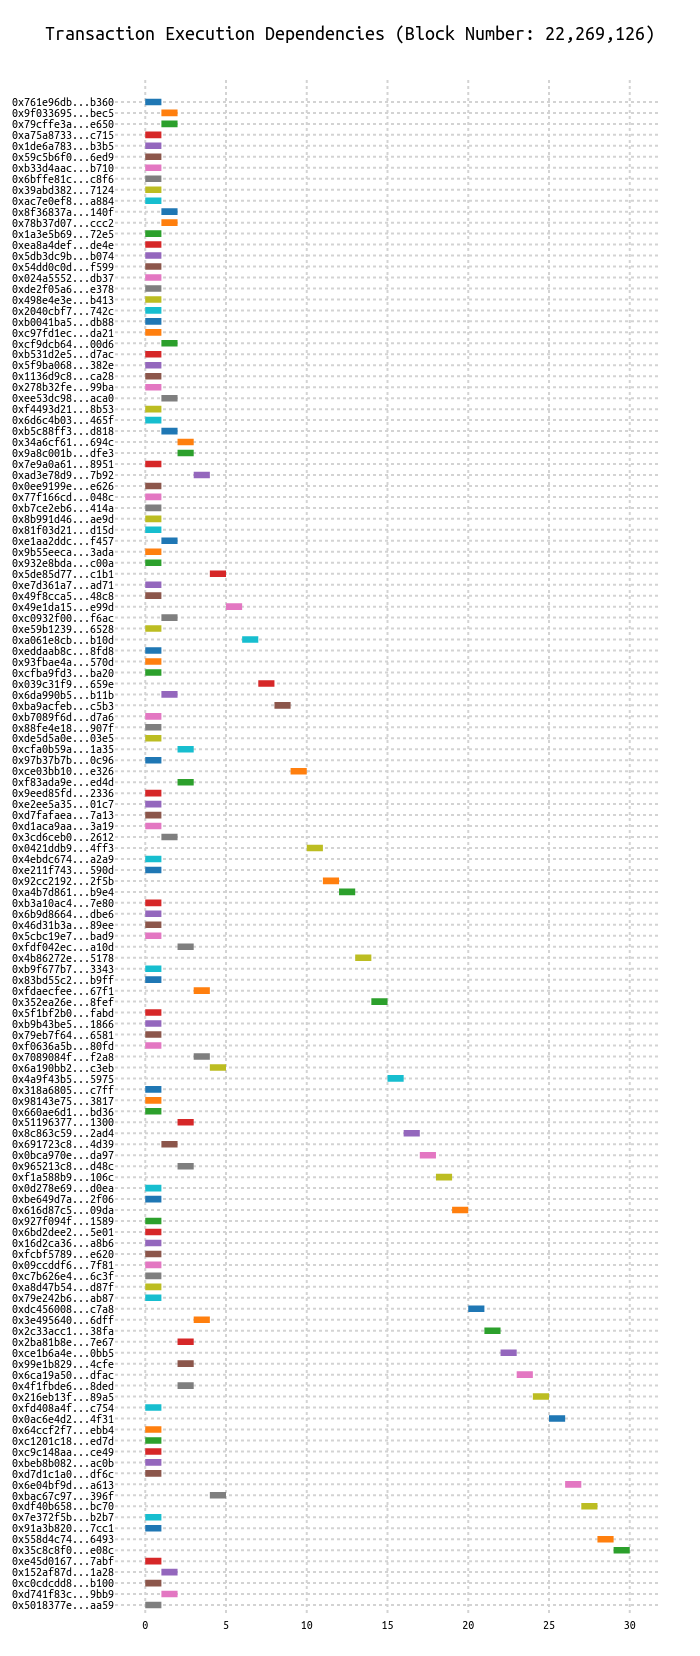 Transaction Execution Dependencies (Block Number: 22,269,126)
0x761e96db...b360
0x9f033695...bec5
0x79cffe3a...e650
0xa75a8733...c715
0x1de6a783...b3b5
0x59c5b6f0...6ed9
0xb33d4aac...b710
0x6bffe81c...c8f6
0x39abd382...7124
0xac7e0ef8...a884
0x8f36837a...140f
0x78b37d07...ccc2
0x1a3e5b69...72e5
0xea8a4def...de4e
0x5db3dc9b...b074
0x54dd0c0d...f599
0x024a5552...db37
0xde2f05a6...e378
0x498e4e3e...b413
0x2040cbf7...742c
0xb0041ba5...db88
0xc97fd1ec...da21
0xcf9dcb64...00d6
0xb531d2e5...d7ac
0x5f9ba068...382e
0x1136d9c8...ca28
0x278b32fe...99ba
0xee53dc98...aca0
0xf4493d21...8b53
0x6d6c4b03...465f
0xb5c88ff3...d818
0x34a6cf61...694c
0x9a8c001b...dfe3
0x7e9a0a61...8951
0xad3e78d9...7b92
0x0ee9199e...e626
0x77f166cd...048c
0xb7ce2eb6...414a
0x8b991d46...ae9d
0x81f03d21...d15d
0xe1aa2ddc...f457
0x9b55eeca...3ada
0x932e8bda...c00a
0x5de85d77...c1b1
0xe7d361a7...ad71
0x49f8cca5...48c8
0x49e1da15...e99d
0xc0932f00...f6ac
0xe59b1239...6528
0xa061e8cb...b10d
0xeddaab8c...8fd8
0x93fbae4a...570d
0xcfba9fd3...ba20
0x039c31f9...659e
0x6da990b5...b11b
0xba9acfeb...c5b3
0xb7089f6d...d7a6
0x88fe4e18...907f
0xde5d5a0e...03e5
0xcfa0b59a...1a35
0x97b37b7b...0c96
0xce03bb10...e326
0xf83ada9e...ed4d
0x9eed85fd...2336
0xe2ee5a35...01c7
0xd7fafaea...7a13
0xd1aca9aa...3a19
0x3cd6ceb0...2612
0x0421ddb9...4ff3
0x4ebdc674...a2a9
0xe211f743...590d
0x92cc2192...2f5b
0xa4b7d861...b9e4
0xb3a10ac4...7e80
0x6b9d8664...dbe6
0x46d31b3a...89ee
0x5cbc19e7...bad9
0xfdf042ec...a10d
0x4b86272e...5178
0xb9f677b7...3343
0x83bd55c2...b9ff
0xfdaecfee...67f1
0x352ea26e...8fef
0x5f1bf2b0...fabd
0xb9b43be5...1866
0x79eb7f64...6581
0xf0636a5b...80fd
0x7089084f...f2a8
0x6a190bb2...c3eb
0x4a9f43b5...5975
0x318a6805...c7ff
0x98143e75...3817
0x660ae6d1...bd36
0x51196377...1300
0x8c863c59...2ad4
0x691723c8...4d39
0x0bca970e...da97
0x965213c8...d48c
0xf1a588b9...106c
0x0d278e69...d0ea
0xbe649d7a...2f06
0x616d87c5...09da
0x927f094f...1589
0x6bd2dee2...5e01
0x16d2ca36...a8b6
0xfcbf5789...e620
0x09ccddf6...7f81
0xc7b626e4...6c3f
0xa8d47b54...d87f
0x79e242b6...ab87
0xdc456008...c7a8
0x3e495640...6dff
0x2c33acc1...38fa
0x2ba81b8e...7e67
0xce1b6a4e...0bb5
0x99e1b829...4cfe
0x6ca19a50...dfac
0x4f1fbde6...8ded
0x216eb13f...89a5
0xfd408a4f...c754
0x0ac6e4d2...4f31
0x64ccf2f7...ebb4
0xc1201c18...ed7d
0xc9c148aa...ce49
0xbeb8b082...ac0b
0xd7d1c1a0...df6c
0x6e04bf9d...a613
0xbac67c97...396f
0xdf40b658...bc70
0x7e372f5b...b2b7
0x91a3b820...7cc1
0x558d4c74...6493
0x35c8c8f0...e08c
0xe45d0167...7abf
0x152af87d...1a28
0xc0cdcdd8...b100
0xd741f83c...9bb9
0x5018377e...aa59
0 5 10 15 20 25 30